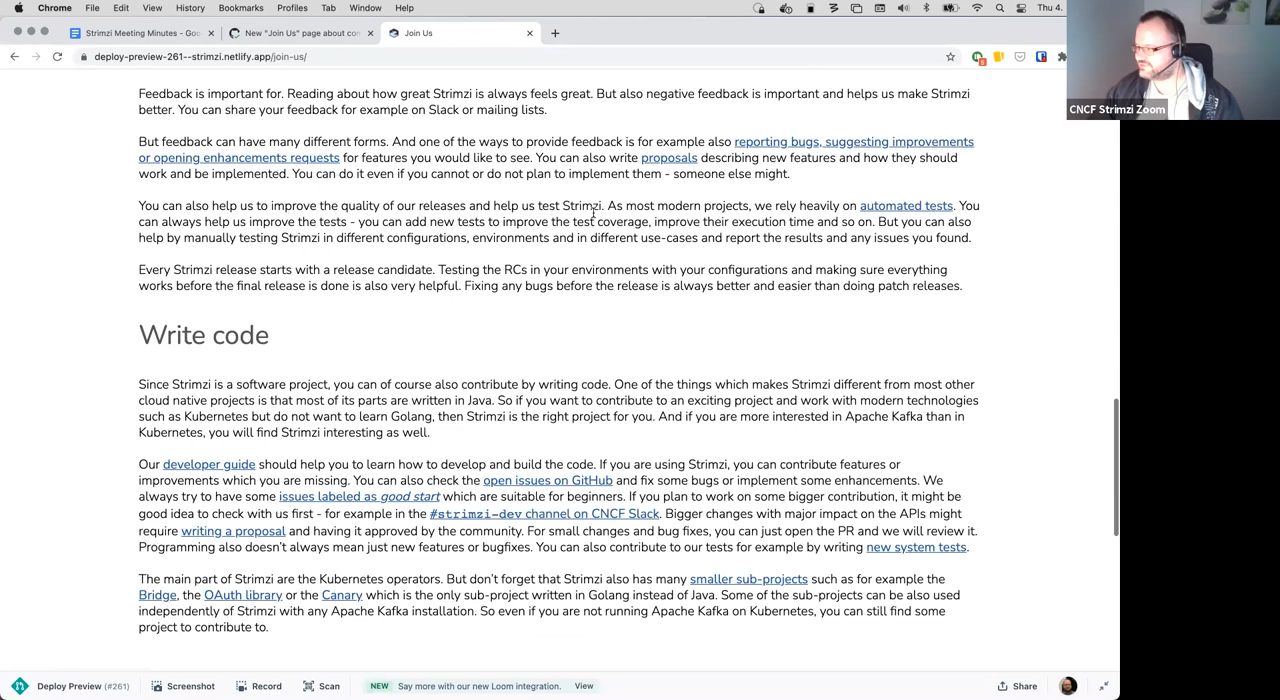 Chrome File Edit View History Bookmarks Profiles Tab Window Help Thu 4.
Strimzi Meeting Minutes - Goo New "Join Us" page about con Join Us
deploy-preview-261--strimzi.netlify.app/join-us/
CNCF Strimzi Zoom
Feedback is important for. Reading about how great Strimzi is always feels great. But also negative feedback is important and helps us make Strimzi
better. You can share your feedback for example on Slack or mailing lists.
But feedback can have many different forms. And one of the ways to provide feedback is for example also reporting bugs, suggesting improvements
or opening enhancements requests for features you would like to see. You can also write proposals describing new features and how they should
work and be implemented. You can do it even if you cannot or do not plan to implement them - someone else might.
You can also help us to improve the quality of our releases and help us test Strimzi. As most modern projects, we rely heavily on automated tests. You
can always help us improve the tests - you can add new tests to improve the test coverage, improve their execution time and so on. But you can also
help by manually testing Strimzi in different configurations, environments and in different use-cases and report the results and any issues you found.
Every Strimzi release starts with a release candidate. Testing the RCs in your environments with your configurations and making sure everything
works before the final release is done is also very helpful. Fixing any bugs before the release is always better and easier than doing patch releases.
Write code
Since Strimzi is a software project, you can of course also contribute by writing code. One of the things which makes Strimzi different from most other
cloud native projects is that most of its parts are written in Java. So if you want to contribute to an exciting project and work with modern technologies
such as Kubernetes but do not want to learn Golang, then Strimzi is the right project for you. And if you are more interested in Apache Kafka than in
Kubernetes, you will find Strimzi interesting as well.
Our developer guide should help you to learn how to develop and build the code. If you are using Strimzi, you can contribute features or
improvements which you are missing. You can also check the open issues on GitHub and fix some bugs or implement some enhancements. We
always try to have some issues labeled as good start which are suitable for beginners. If you plan to work on some bigger contribution, it might be
good idea to check with us first - for example in the #strimzi-dev channel on CNCF Slack. Bigger changes with major impact on the APIs might
require writing a proposal and having it approved by the community. For small changes and bug fixes, you can just open the PR and we will review it.
Programming also doesn't always mean just new features or bugfixes. You can also contribute to our tests for example by writing new system tests.
The main part of Strimzi are the Kubernetes operators. But don't forget that Strimzi also has many smaller sub-projects such as for example the
Bridge, the OAuth library or the Canary which is the only sub-project written in Golang instead of Java. Some of the sub-projects can be also used
independently of Strimzi with any Apache Kafka installation. So even if you are not running Apache Kafka on Kubernetes, you can still find some
project to contribute to.
Deploy Preview (#261) Screenshot Record Scan NEW Say more with our new Loom integration. View Share